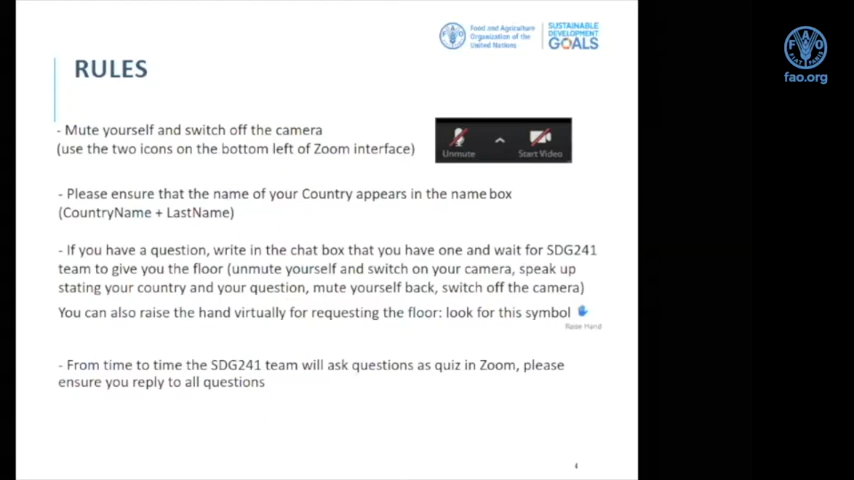 Food and Agriculture
Organization of the
United Nations
SUSTAINABLE
DEVELOPMENT
GOALS
FAO
FIAT PANIS
fao.org
RULES
- Mute yourself and switch off the camera
(use the two icons on the bottom left of Zoom interface)
Unmute
Start Video
- Please ensure that the name of your Country appears in the name box
(CountryName + LastName)
- If you have a question, write in the chat box that you have one and wait for SDG241
team to give you the floor (unmute yourself and switch on your camera, speak up
stating your country and your question, mute yourself back, switch off the camera)
You can also raise the hand virtually for requesting the floor: look for this symbol
Raise Hand
- From time to time the SDG241 team will ask questions as quiz in Zoom, please
ensure you reply to all questions
4